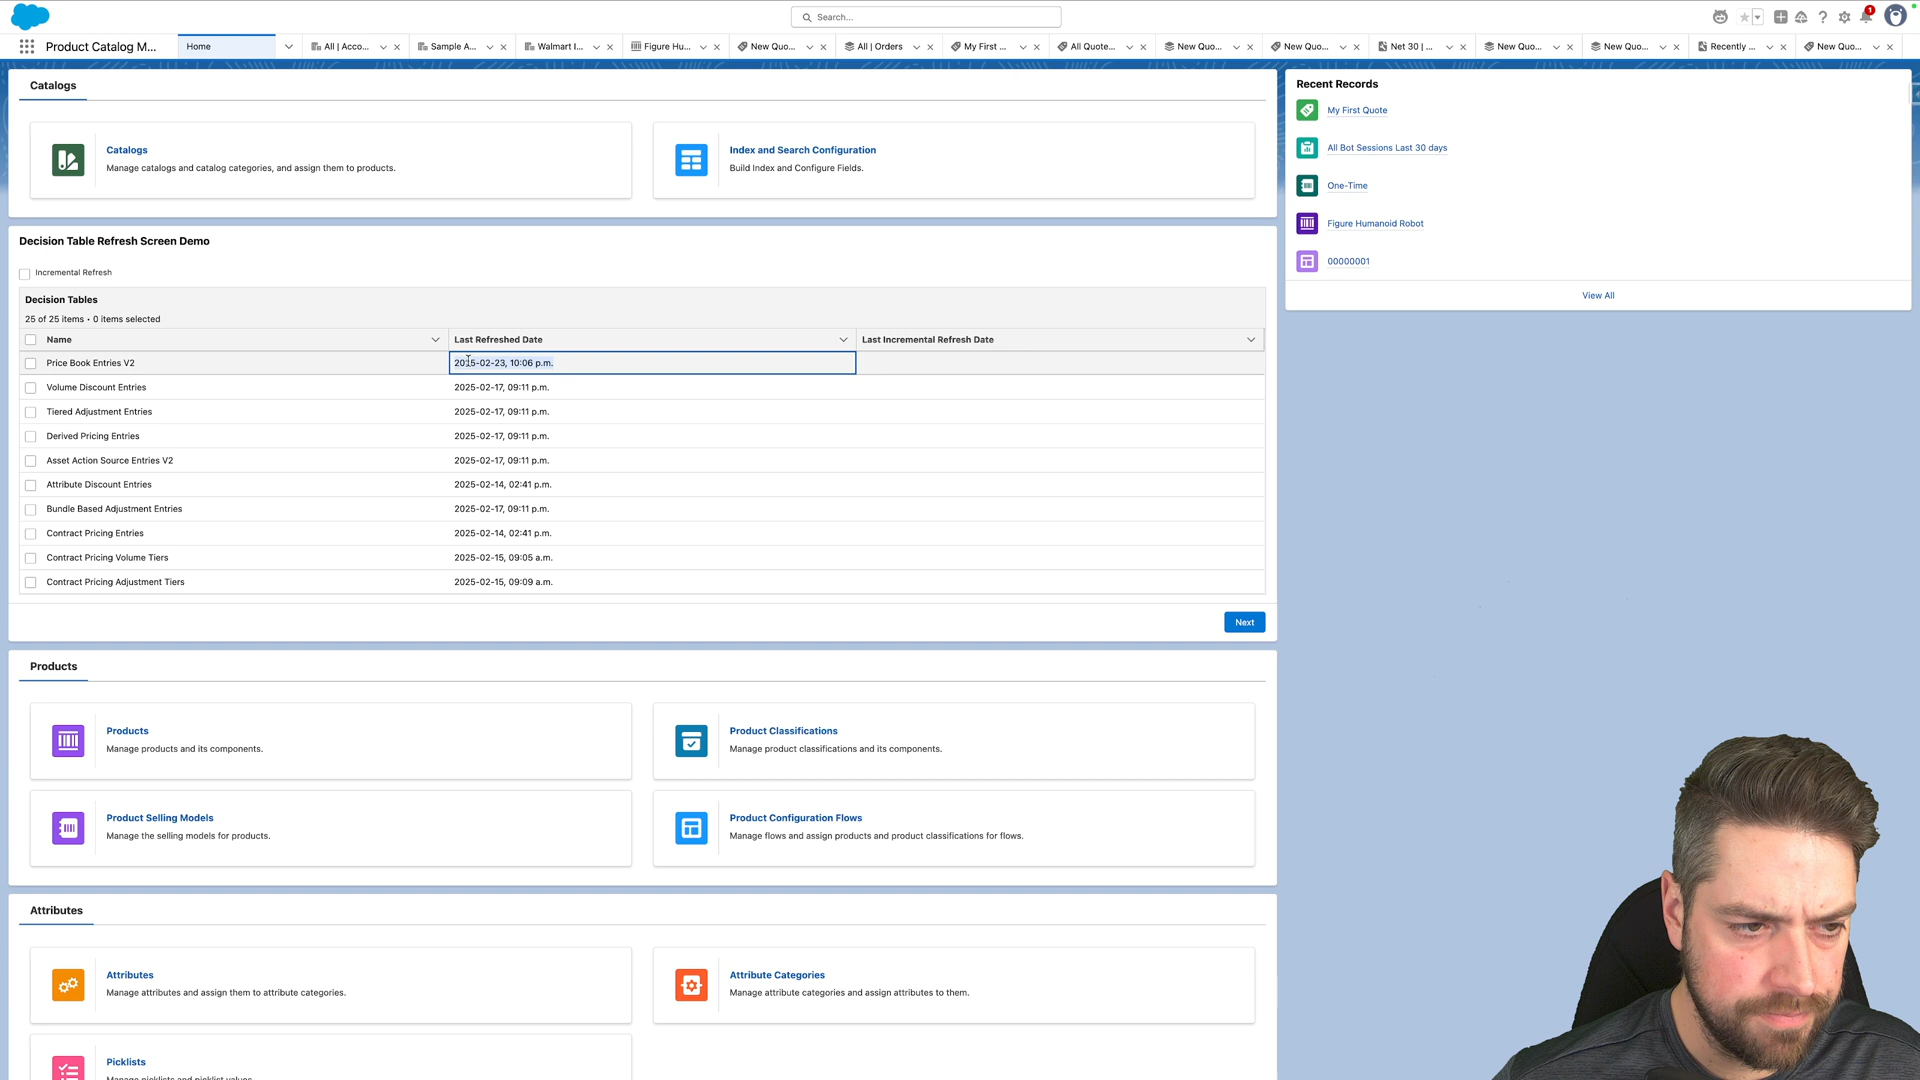 Search...
1
Product Catalog M...
Home
All | Acco...
Sample A...
Walmart I...
Figure Hu...
New Quo...
All | Orders
My First ...
All Quote...
New Quo...
New Quo...
Net 30 | ...
New Quo...
New Quo...
Recently ...
New Quo...
Catalogs
Catalogs
Manage catalogs and catalog categories, and assign them to products.
Index and Search Configuration
Build Index and Configure Fields.
Decision Table Refresh Screen Demo
Incremental Refresh
Decision Tables
25 of 25 items • 0 items selected
Name Last Refreshed Date Last Incremental Refresh Date
Price Book Entries V2 2025-02-23, 10:06 p.m.
Volume Discount Entries 2025-02-17, 09:11 p.m.
Tiered Adjustment Entries 2025-02-17, 09:11 p.m.
Derived Pricing Entries 2025-02-17, 09:11 p.m.
Asset Action Source Entries V2 2025-02-17, 09:11 p.m.
Attribute Discount Entries 2025-02-14, 02:41 p.m.
Bundle Based Adjustment Entries 2025-02-17, 09:11 p.m.
Contract Pricing Entries 2025-02-14, 02:41 p.m.
Contract Pricing Volume Tiers 2025-02-15, 09:05 a.m.
Contract Pricing Adjustment Tiers 2025-02-15, 09:09 a.m.
Next
Products
Products
Manage products and its components.
Product Classifications
Manage product classifications and its components.
Product Selling Models
Manage the selling models for products.
Product Configuration Flows
Manage flows and assign products and product classifications for flows.
Attributes
Attributes
Manage attributes and assign them to attribute categories.
Attribute Categories
Manage attribute categories and assign attributes to them.
Picklists
Manage picklists and picklist values.
Recent Records
My First Quote
All Bot Sessions Last 30 days
One-Time
Figure Humanoid Robot
00000001
View All